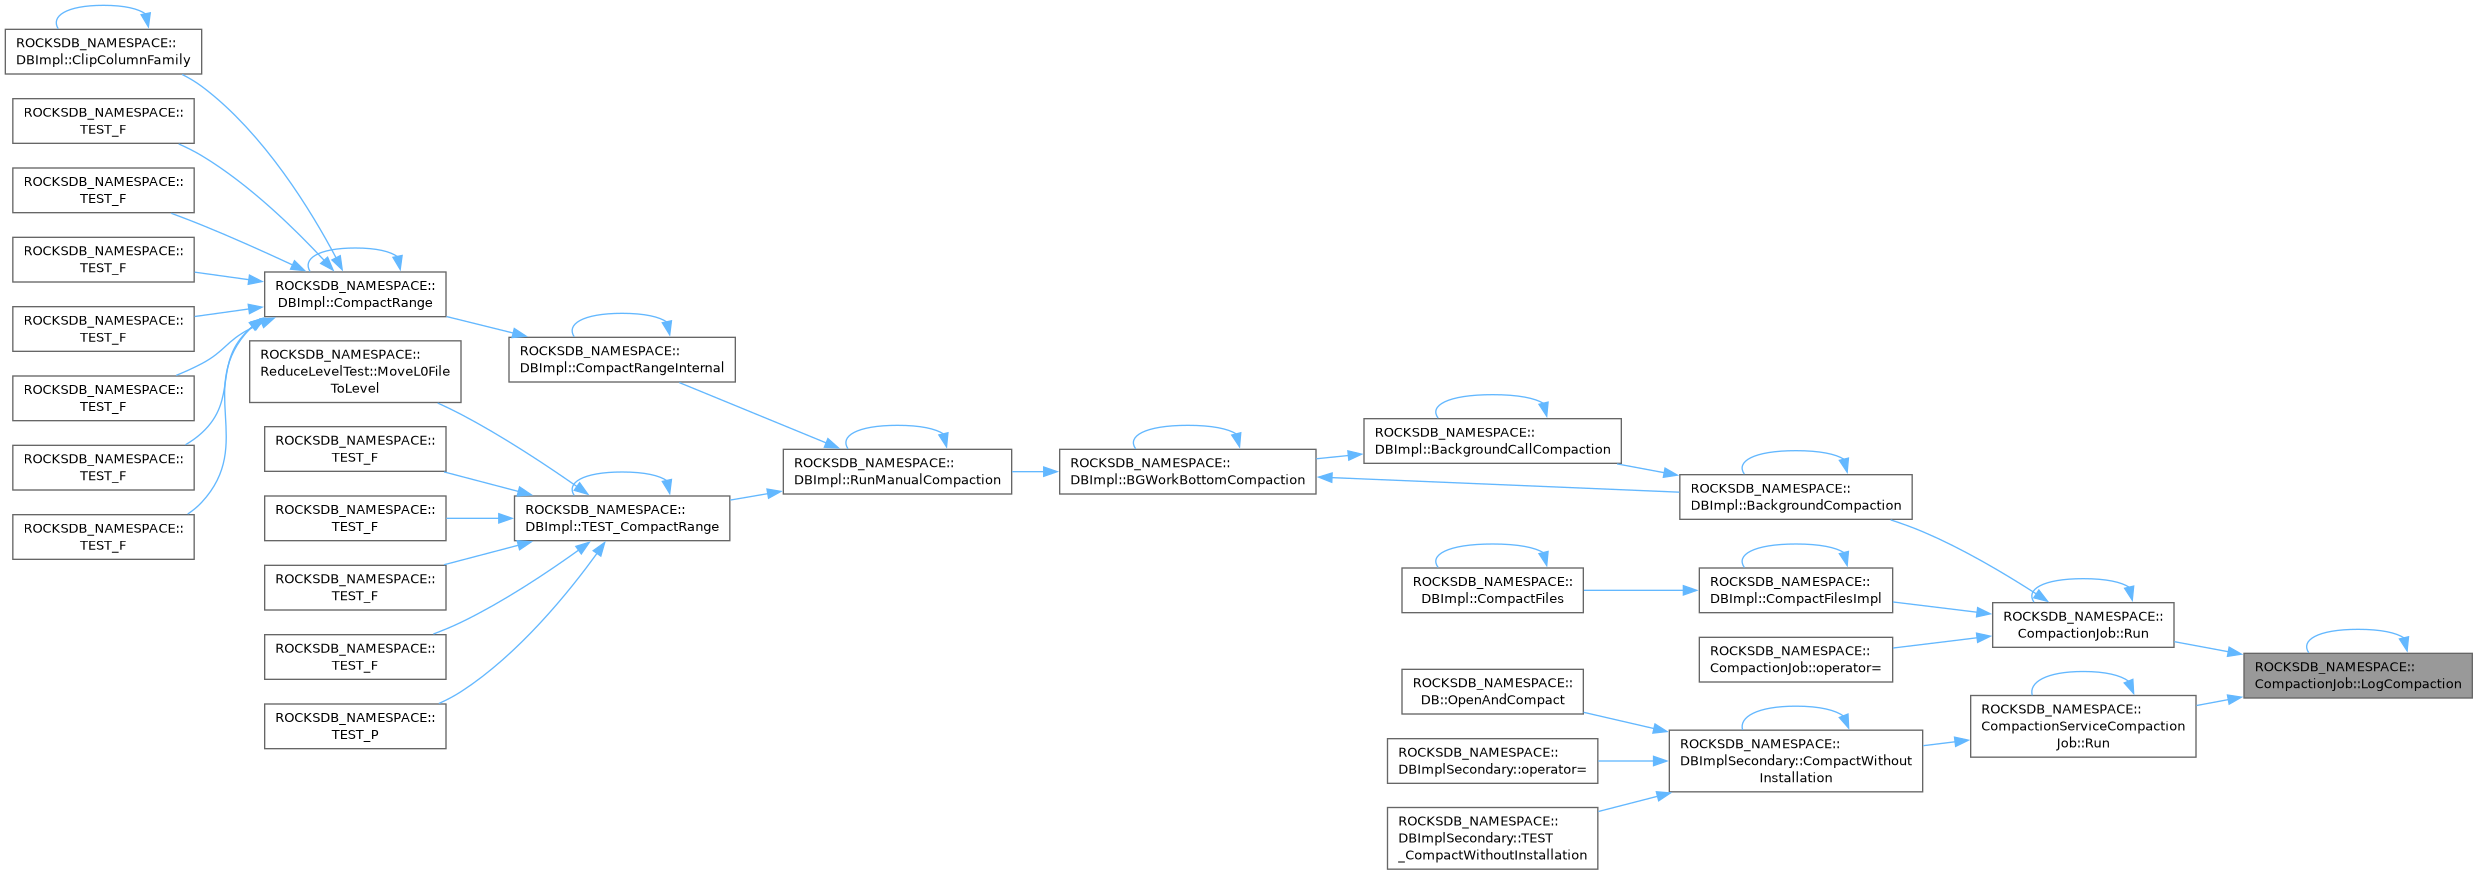 ROCKSDB_NAMESPACE::
DBImpl::ClipColumnFamily
ROCKSDB_NAMESPACE::
TEST_F
ROCKSDB_NAMESPACE::
TEST_F
ROCKSDB_NAMESPACE::
TEST_F
ROCKSDB_NAMESPACE::
TEST_F
ROCKSDB_NAMESPACE::
TEST_F
ROCKSDB_NAMESPACE::
TEST_F
ROCKSDB_NAMESPACE::
TEST_F
ROCKSDB_NAMESPACE::
DBImpl::CompactRange
ROCKSDB_NAMESPACE::
ReduceLevelTest::MoveL0File
ToLevel
ROCKSDB_NAMESPACE::
TEST_F
ROCKSDB_NAMESPACE::
TEST_F
ROCKSDB_NAMESPACE::
TEST_F
ROCKSDB_NAMESPACE::
TEST_F
ROCKSDB_NAMESPACE::
TEST_P
ROCKSDB_NAMESPACE::
DBImpl::CompactRangeInternal
ROCKSDB_NAMESPACE::
DBImpl::TEST_CompactRange
ROCKSDB_NAMESPACE::
DBImpl::RunManualCompaction
ROCKSDB_NAMESPACE::
DBImpl::BGWorkBottomCompaction
ROCKSDB_NAMESPACE::
DBImpl::BackgroundCallCompaction
ROCKSDB_NAMESPACE::
DBImpl::BackgroundCompaction
ROCKSDB_NAMESPACE::
DBImpl::CompactFiles
ROCKSDB_NAMESPACE::
DBImpl::CompactFilesImpl
ROCKSDB_NAMESPACE::
CompactionJob::operator=
ROCKSDB_NAMESPACE::
DB::OpenAndCompact
ROCKSDB_NAMESPACE::
DBImplSecondary::operator=
ROCKSDB_NAMESPACE::
DBImplSecondary::TEST
_CompactWithoutInstallation
ROCKSDB_NAMESPACE::
DBImplSecondary::CompactWithout
Installation
ROCKSDB_NAMESPACE::
CompactionJob::Run
ROCKSDB_NAMESPACE::
CompactionServiceCompaction
Job::Run
ROCKSDB_NAMESPACE::
CompactionJob::LogCompaction